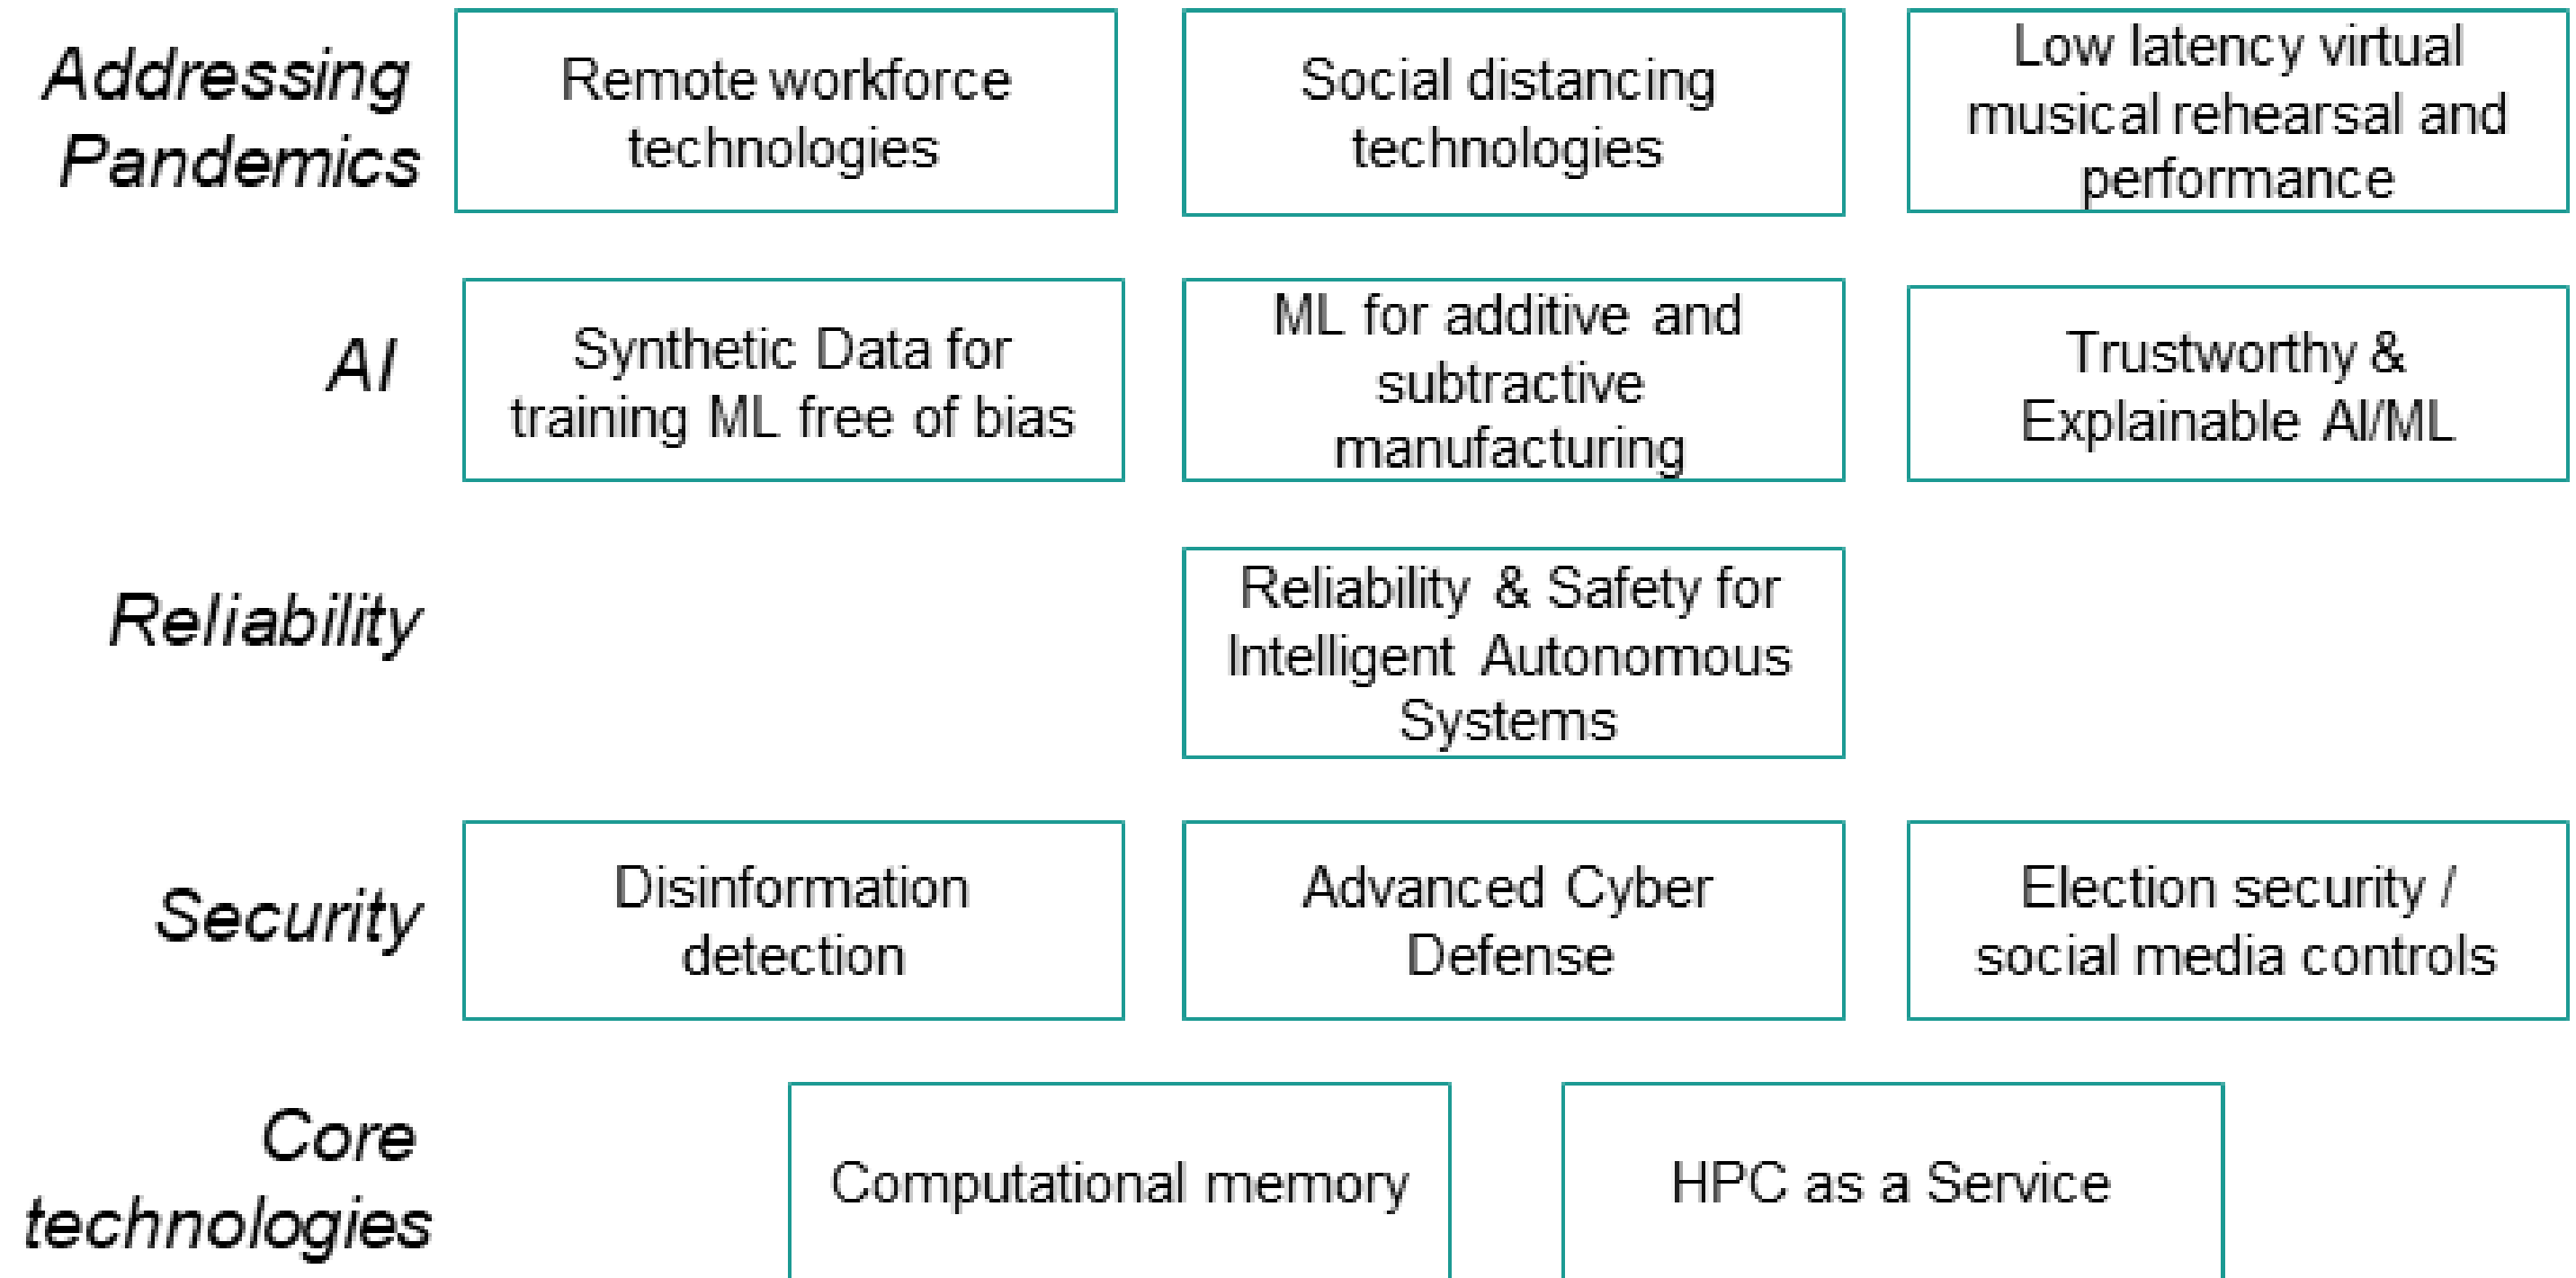 Addressing
Pandemics
Remote workforce
technologies
Social distancing
technologies
Low latency virtual
musical rehearsal and
performance
AI
Synthetic Data for
training ML free of bias
ML for additive and
subtractive
manufacturing
Trustworthy &
Explainable AI/ML
Reliability
Reliability & Safety for
Intelligent Autonomous
Systems
Security
Disinformation
detection
Advanced Cyber
Defense
Election security /
social media controls
Core
technologies
Computational memory
HPC as a Service